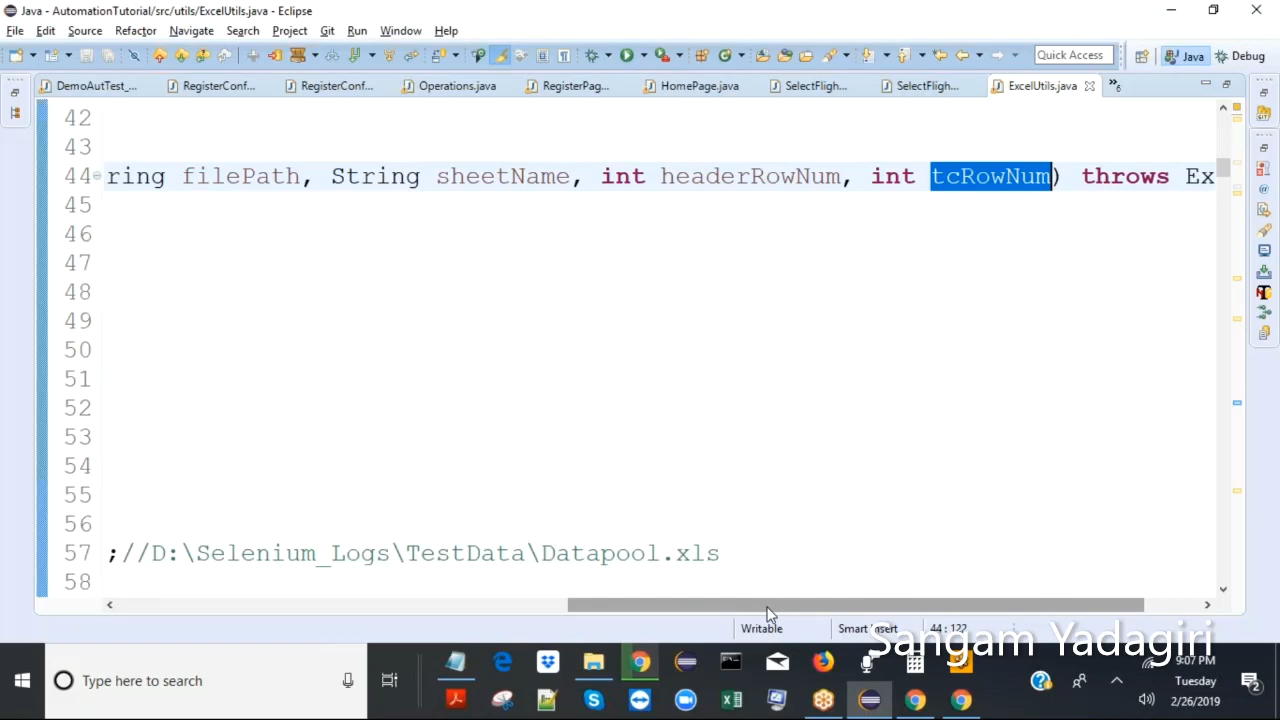 Java - AutomationTutorial/src/utils/ExcelUtils.java - Eclipse
File Edit Source Refactor Navigate Search Project Git Run Window Help
Quick Access Java Debug
DemoAutTest_... RegisterConf... RegisterConf... Operations.java RegisterPag... HomePage.java SelectFligh... SelectFligh... ExcelUtils.java »6
42
43
44 ring filePath, String sheetName, int headerRowNum, int tcRowNum) throws Ex
45
46
47
48
49
50
51
52
53
54
55
56
57 ;//D:\Selenium_Logs\TestData\Datapool.xls
58
Writable Smart Insert 44 : 122
Sangam Yadagiri
Type here to search
9:07 PM
Tuesday
2/26/2019
2